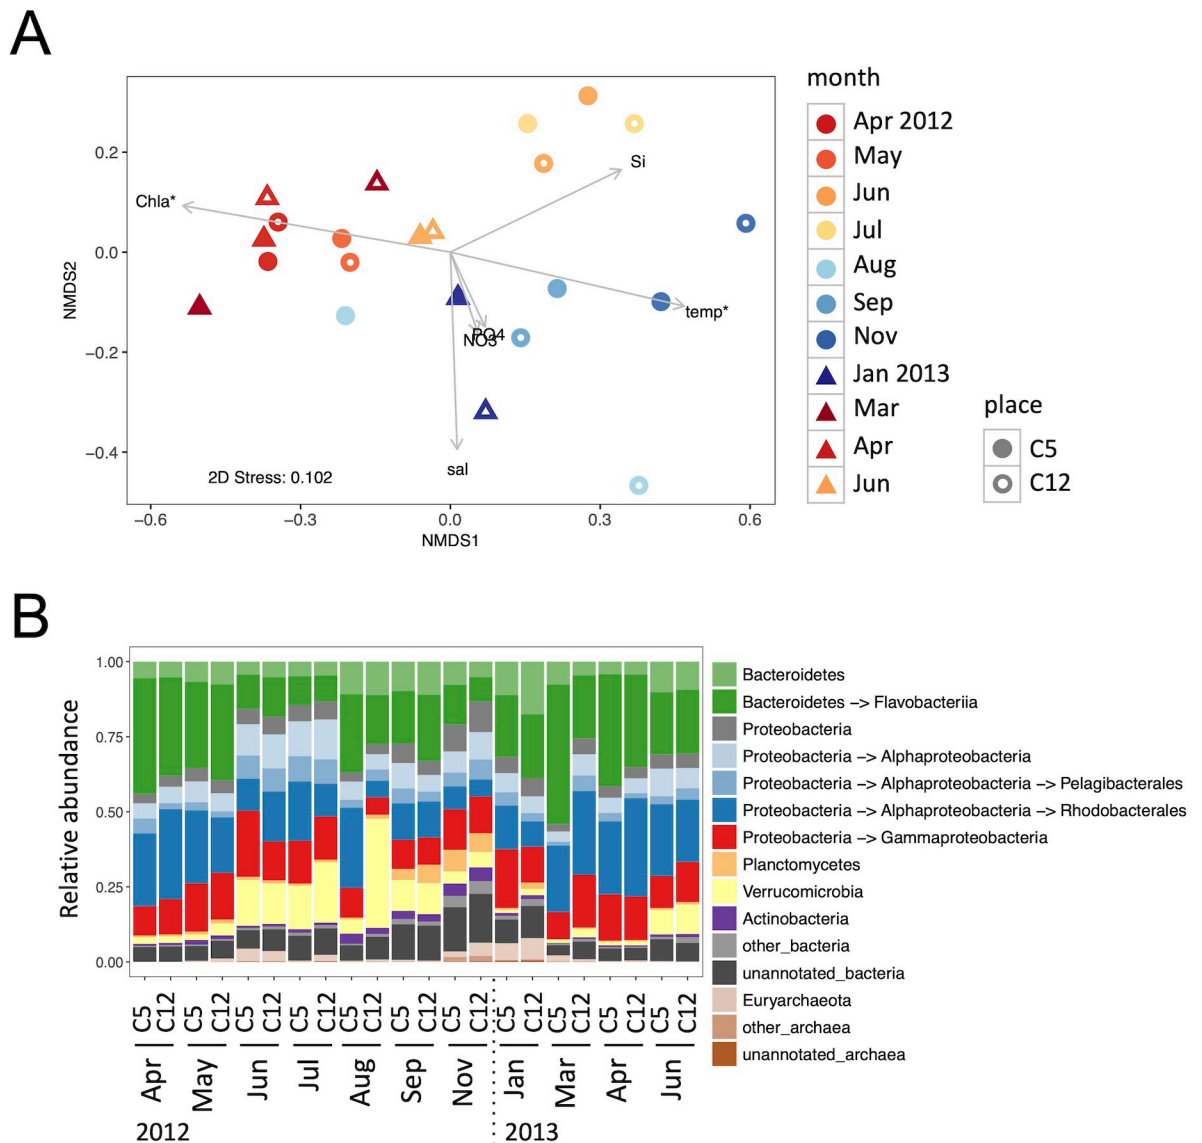 A
month
Apr 2012
May
Jun
Jul
Aug
Sep
Nov
Jan 2013
Mar
Apr
Jun
place
C5
C12
NMDS2
0.2
0.0
−0.2
−0.4
Chla*
Si
temp*
PO4
NO3
sal
2D Stress: 0.102
−0.6 −0.3 0.0 0.3 0.6
NMDS1
B
Relative abundance
1.00
0.75
0.50
0.25
0.00
Bacteroidetes
Bacteroidetes −> Flavobacteriia
Proteobacteria
Proteobacteria −> Alphaproteobacteria
Proteobacteria −> Alphaproteobacteria −> Pelagibacterales
Proteobacteria −> Alphaproteobacteria −> Rhodobacterales
Proteobacteria −> Gammaproteobacteria
Planctomycetes
Verrucomicrobia
Actinobacteria
other_bacteria
unannotated_bacteria
Euryarchaeota
other_archaea
unannotated_archaea
C5 C12 C5 C12 C5 C12 C5 C12 C5 C12 C5 C12 C5 C12 C5 C12 C5 C12 C5 C12 C5 C12
Apr May Jun Jul Aug Sep Nov Jan Mar Apr Jun
2012 2013